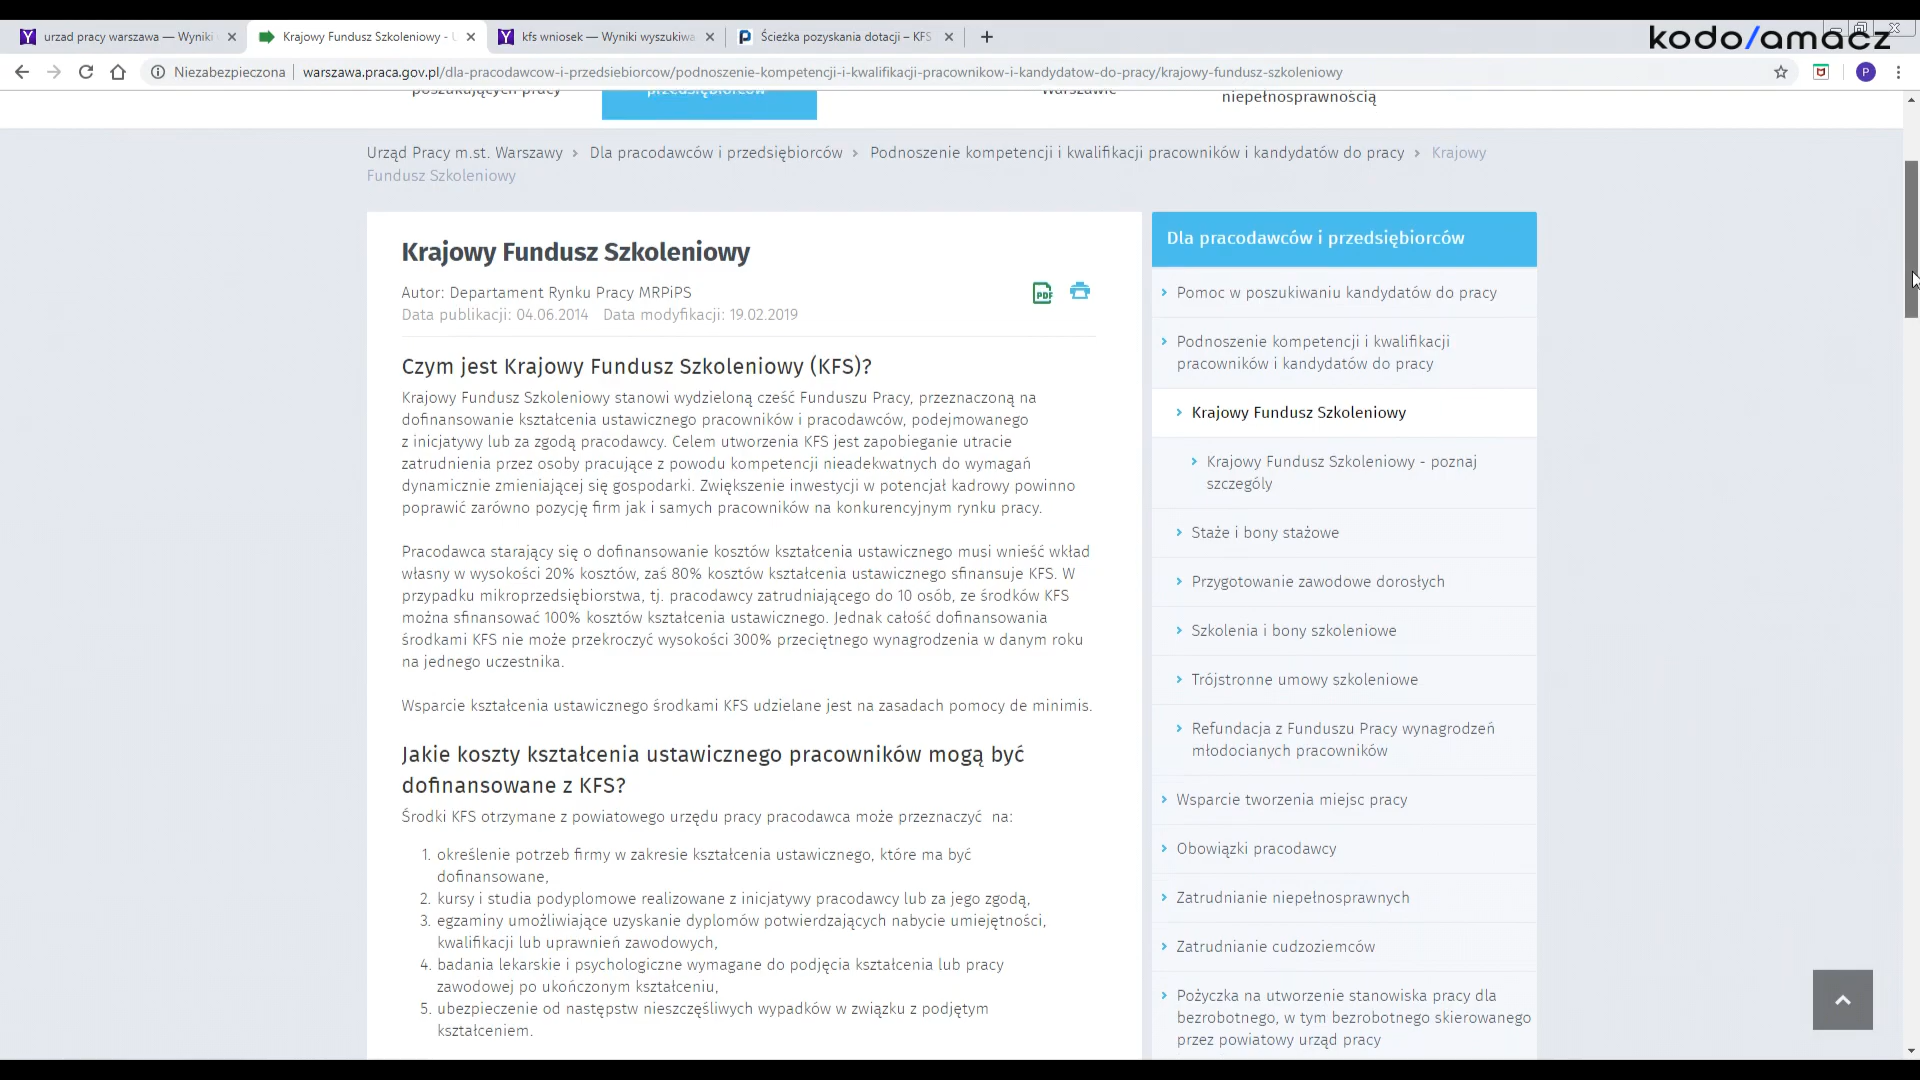 urzad pracy warszawa — Wyniki
Krajowy Fundusz Szkoleniowy - U
kfs wniosek — Wyniki wyszukiwa
Ścieżka pozyskania dotacji – KFS
kodo/amacz
Niezabezpieczona
warszawa.praca.gov.pl/dla-pracodawcow-i-przedsiebiorcow/podnoszenie-kompetencji-i-kwalifikacji-pracownikow-i-kandydatow-do-pracy/krajowy-fundusz-szkoleniowy
P
poszukujących pracy
przedsiębiorców
Warszawie
niepełnosprawnością
Urząd Pracy m.st. Warszawy > Dla pracodawców i przedsiębiorców > Podnoszenie kompetencji i kwalifikacji pracowników i kandydatów do pracy > Krajowy
Fundusz Szkoleniowy
Krajowy Fundusz Szkoleniowy
Autor: Departament Rynku Pracy MRPiPS
PDF
Data publikacji: 04.06.2014 Data modyfikacji: 19.02.2019
Czym jest Krajowy Fundusz Szkoleniowy (KFS)?
Krajowy Fundusz Szkoleniowy stanowi wydzieloną cześć Funduszu Pracy, przeznaczoną na
dofinansowanie kształcenia ustawicznego pracowników i pracodawców, podejmowanego
z inicjatywy lub za zgodą pracodawcy. Celem utworzenia KFS jest zapobieganie utracie
zatrudnienia przez osoby pracujące z powodu kompetencji nieadekwatnych do wymagań
dynamicznie zmieniającej się gospodarki. Zwiększenie inwestycji w potencjał kadrowy powinno
poprawić zarówno pozycję firm jak i samych pracowników na konkurencyjnym rynku pracy.
Pracodawca starający się o dofinansowanie kosztów kształcenia ustawicznego musi wnieść wkład
własny w wysokości 20% kosztów, zaś 80% kosztów kształcenia ustawicznego sfinansuje KFS. W
przypadku mikroprzedsiębiorstwa, tj. pracodawcy zatrudniającego do 10 osób, ze środków KFS
można sfinansować 100% kosztów kształcenia ustawicznego. Jednak całość dofinansowania
środkami KFS nie może przekroczyć wysokości 300% przeciętnego wynagrodzenia w danym roku
na jednego uczestnika.
Wsparcie kształcenia ustawicznego środkami KFS udzielane jest na zasadach pomocy de minimis.
Jakie koszty kształcenia ustawicznego pracowników mogą być
dofinansowane z KFS?
Środki KFS otrzymane z powiatowego urzędu pracy pracodawca może przeznaczyć na:
1. określenie potrzeb firmy w zakresie kształcenia ustawicznego, które ma być
dofinansowane,
2. kursy i studia podyplomowe realizowane z inicjatywy pracodawcy lub za jego zgodą,
3. egzaminy umożliwiające uzyskanie dyplomów potwierdzających nabycie umiejętności,
kwalifikacji lub uprawnień zawodowych,
4. badania lekarskie i psychologiczne wymagane do podjęcia kształcenia lub pracy
zawodowej po ukończonym kształceniu,
5. ubezpieczenie od następstw nieszczęśliwych wypadków w związku z podjętym
kształceniem.
Dla pracodawców i przedsiębiorców
Pomoc w poszukiwaniu kandydatów do pracy
Podnoszenie kompetencji i kwalifikacji
pracowników i kandydatów do pracy
Krajowy Fundusz Szkoleniowy
Krajowy Fundusz Szkoleniowy - poznaj
szczegóły
Staże i bony stażowe
Przygotowanie zawodowe dorosłych
Szkolenia i bony szkoleniowe
Trójstronne umowy szkoleniowe
Refundacja z Funduszu Pracy wynagrodzeń
młodocianych pracowników
Wsparcie tworzenia miejsc pracy
Obowiązki pracodawcy
Zatrudnianie niepełnosprawnych
Zatrudnianie cudzoziemców
Pożyczka na utworzenie stanowiska pracy dla
bezrobotnego, w tym bezrobotnego skierowanego
przez powiatowy urząd pracy